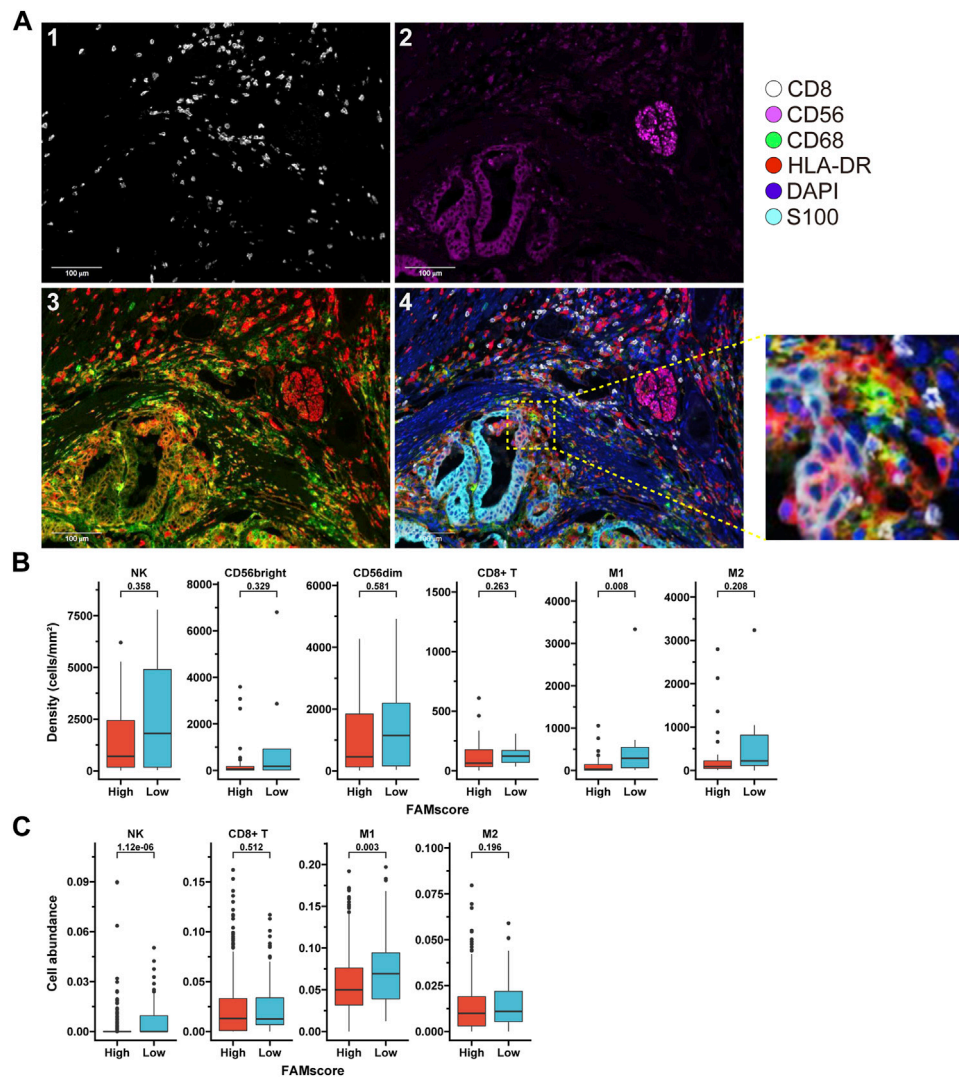 A
1
2
CD8
CD56
CD68
HLA-DR
DAPI
S100
100 μm
100 μm
3
4
100 μm
100 μm
B
NK
CD56bright
CD56dim
CD8+ T
M1
M2
0.358
0.329
0.581
0.263
0.008
0.208
Density (cells/mm²)
7500
5000
2500
0
8000
6000
4000
2000
0
6000
4000
2000
0
1500
1000
500
0
4000
3000
2000
1000
0
4000
3000
2000
1000
0
High Low
High Low
High Low
High Low
High Low
High Low
FAMscore
C
NK
CD8+ T
M1
M2
1.12e-06
0.512
0.003
0.196
Cell abundance
0.09
0.06
0.03
0.00
0.15
0.10
0.05
0.00
0.20
0.15
0.10
0.05
0.00
0.100
0.075
0.050
0.025
0.000
High Low
High Low
High Low
High Low
FAMscore